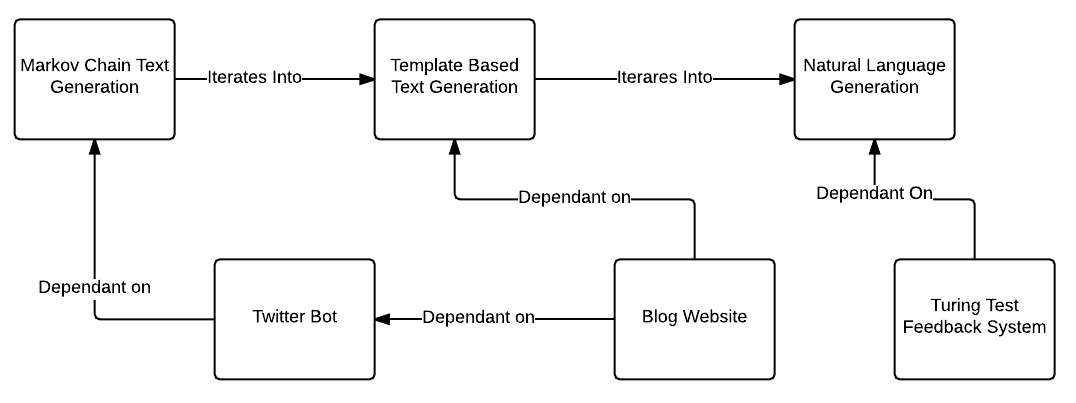 Markov Chain Text
Generation
Iterates Into
Template Based
Text Generation
Iterares Into
Natural Language
Generation
Dependant on
Dependant On
Dependant on
Twitter Bot
Dependant on
Blog Website
Turing Test
Feedback System